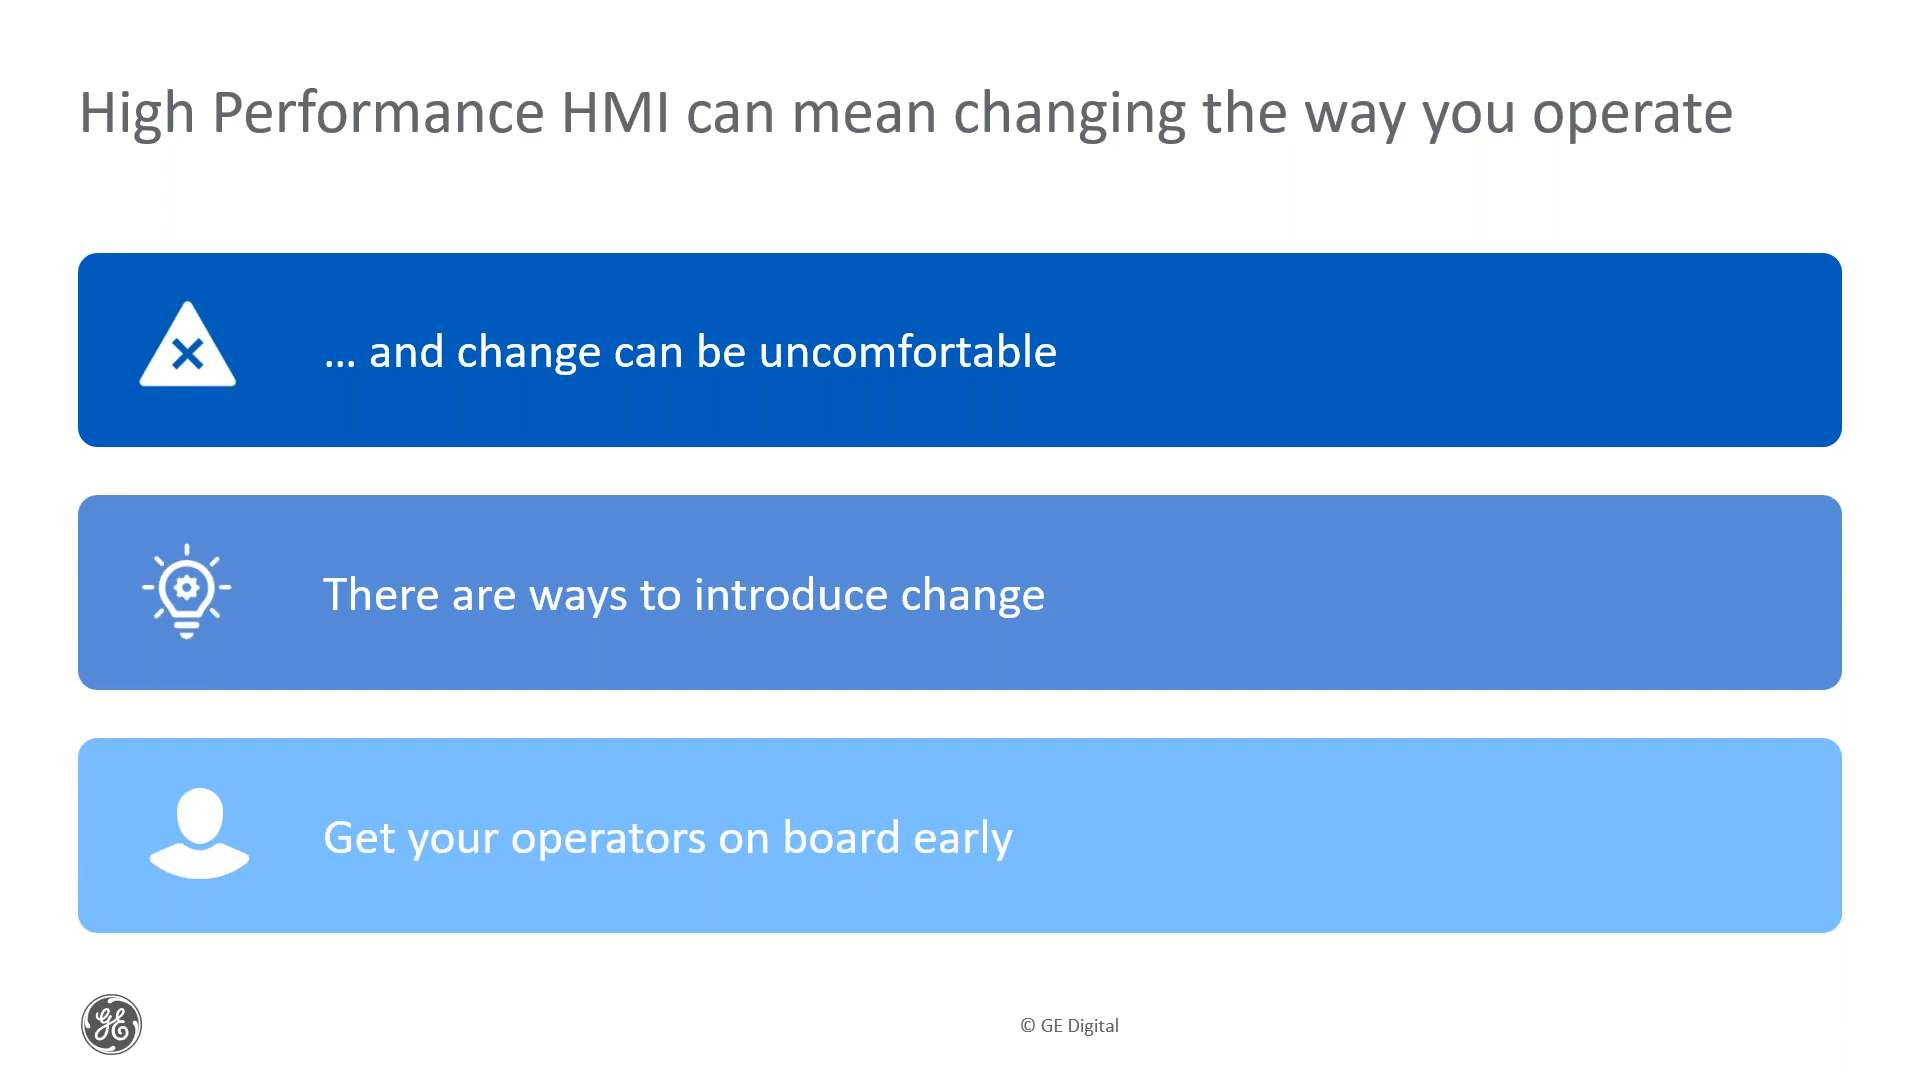 High Performance HMI can mean changing the way you operate
... and change can be uncomfortable
There are ways to introduce change
Get your operators on board early
GE
© GE Digital